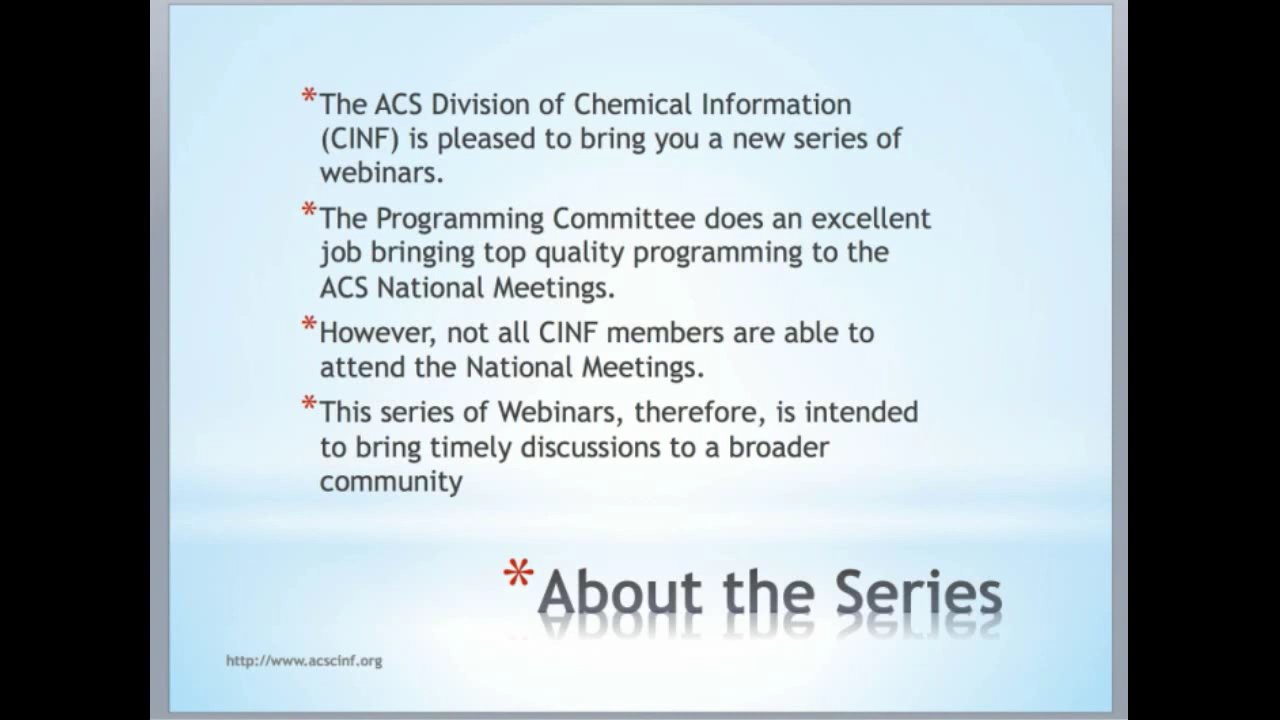 *The ACS Division of Chemical Information
(CINF) is pleased to bring you a new series of
webinars.
*The Programming Committee does an excellent
job bringing top quality programming to the
ACS National Meetings.
*However, not all CINF members are able to
attend the National Meetings.
*This series of Webinars, therefore, is intended
to bring timely discussions to a broader
community
*About the Series
http://www.acscinf.org